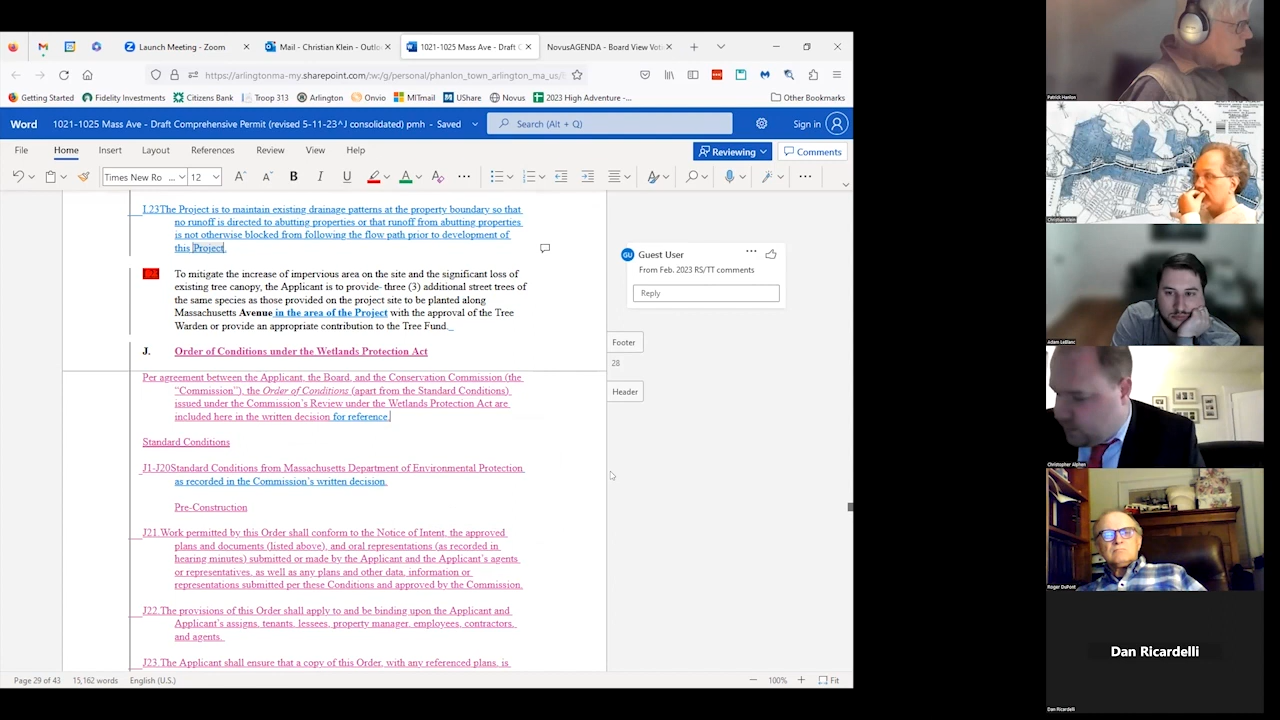 Launch Meeting - Zoom
Mail - Christian Klein - Outlo
1021-1025 Mass Ave - Draft C
NovusAGENDA - Board View Vot
https://arlingtonma-my.sharepoint.com/:w:/g/personal/phanlon_town_arlington_ma_us/
Getting Started
Fidelity Investments
Citizens Bank
Troop 313
Arlington
Onvio
MITmail
UShare
Novus
2023 High Adventure -...
Other Bookmarks
Word
1021-1025 Mass Ave - Draft Comprehensive Permit (revised 5-11-23^J consolidated) pmh - Saved
Search (Alt + Q)
Sign in
File
Home
Insert
Layout
References
Review
View
Help
Reviewing
Comments
Times New Ro ...
12
B
I
U
I.23The Project is to maintain existing drainage patterns at the property boundary so that
no runoff is directed to abutting properties or that runoff from abutting properties
is not otherwise blocked from following the flow path prior to development of
this Project.
To mitigate the increase of impervious area on the site and the significant loss of
existing tree canopy, the Applicant is to provide- three (3) additional street trees of
the same species as those provided on the project site to be planted along
Massachusetts Avenue in the area of the Project with the approval of the Tree
Warden or provide an appropriate contribution to the Tree Fund.
J. Order of Conditions under the Wetlands Protection Act
Per agreement between the Applicant, the Board, and the Conservation Commission (the
"Commission"), the Order of Conditions (apart from the Standard Conditions)
issued under the Commission's Review under the Wetlands Protection Act are
included here in the written decision for reference.
Standard Conditions
J1-J20Standard Conditions from Massachusetts Department of Environmental Protection
as recorded in the Commission's written decision.
Pre-Construction
J21.Work permitted by this Order shall conform to the Notice of Intent, the approved
plans and documents (listed above), and oral representations (as recorded in
hearing minutes) submitted or made by the Applicant and the Applicant's agents
or representatives, as well as any plans and other data, information or
representations submitted per these Conditions and approved by the Commission.
J22.The provisions of this Order shall apply to and be binding upon the Applicant and
Applicant's assigns, tenants, lessees, property manager, employees, contractors,
and agents.
J23.The Applicant shall ensure that a copy of this Order, with any referenced plans, is
GU
Guest User
From Feb. 2023 RS/TT comments
Reply
Footer
28
Header
Page 29 of 43
15,162 words
English (U.S.)
100%
Fit
Patrick Hanlon
Christian Klein
Adam LeBlanc
Christopher Alphen
Roger DuPont
Dan Ricardelli
Dan Ricardelli